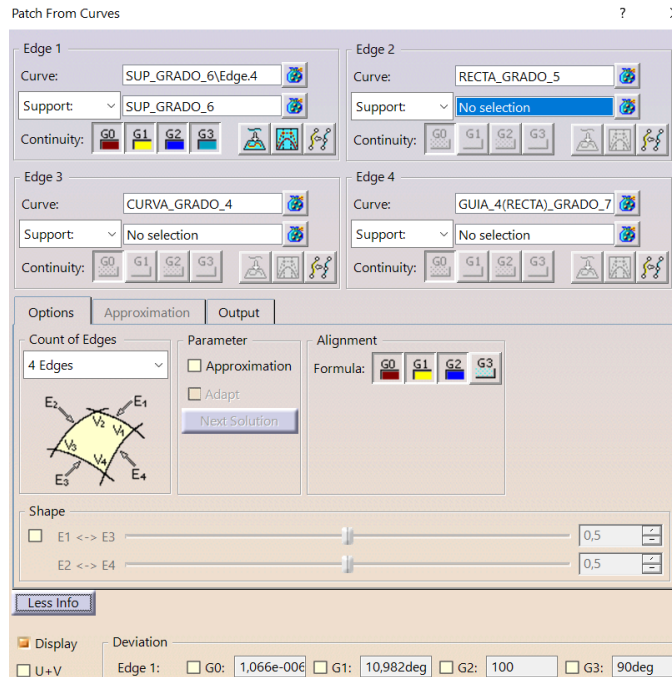 Patch From Curves ?
Edge 1
Curve: SUP_GRADO_6\Edge.4
Support: SUP_GRADO_6
Continuity: G0 G1 G2 G3
Edge 2
Curve: RECTA_GRADO_5
Support: No selection
Continuity: G0 G1 G2 G3
Edge 3
Curve: CURVA_GRADO_4
Support: No selection
Continuity: G0 G1 G2 G3
Edge 4
Curve: GUIA_4(RECTA)_GRADO_7
Support: No selection
Continuity: G0 G1 G2 G3
Options Approximation Output
Count of Edges
4 Edges
E2 E1
V2 V1
V3 V4
E3 E4
Parameter
Approximation
Adapt
Next Solution
Alignment
Formula: G0 G1 G2 G3
Shape
E1 <-> E3 0,5
E2 <-> E4 0,5
Less Info
Display
U+V
Deviation
Edge 1: G0: 1,066e-006 G1: 10,982deg G2: 100 G3: 90deg